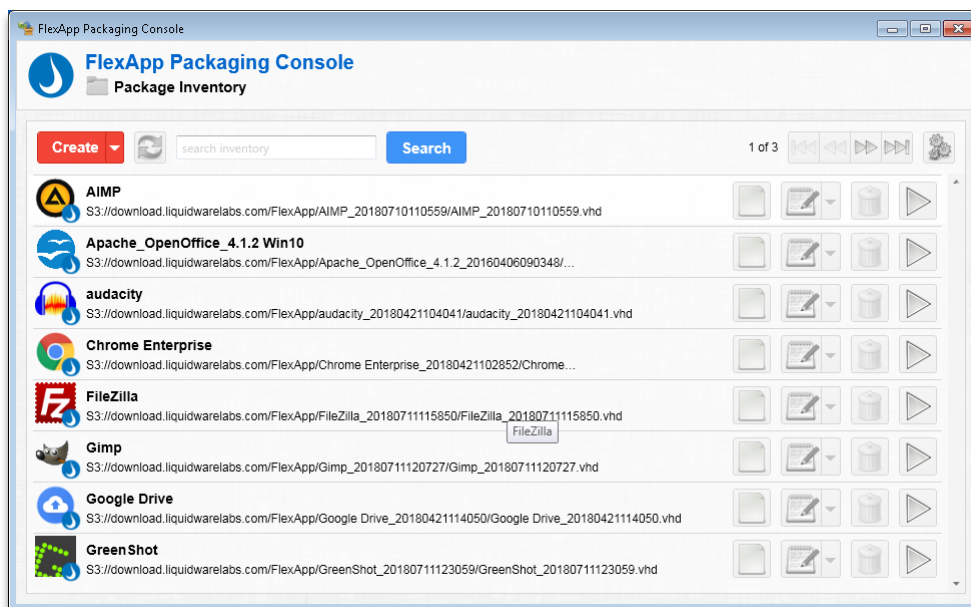 FlexApp Packaging Console
FlexApp Packaging Console
Package Inventory
Create
search inventory
Search
1 of 3
AIMP
S3://download.liquidwarelabs.com/FlexApp/AIMP_20180710110559/AIMP_20180710110559.vhd
Apache_OpenOffice_4.1.2 Win10
S3://download.liquidwarelabs.com/FlexApp/Apache_OpenOffice_4.1.2_20160406090348/...
audacity
S3://download.liquidwarelabs.com/FlexApp/audacity_20180421104041/audacity_20180421104041.vhd
Chrome Enterprise
S3://download.liquidwarelabs.com/FlexApp/Chrome Enterprise_20180421102852/Chrome...
FileZilla
S3://download.liquidwarelabs.com/FlexApp/FileZilla_20180711115850/FileZilla_20180711115850.vhd
FileZilla
Gimp
S3://download.liquidwarelabs.com/FlexApp/Gimp_20180711120727/Gimp_20180711120727.vhd
Google Drive
S3://download.liquidwarelabs.com/FlexApp/Google Drive_20180421114050/Google Drive_20180421114050.vhd
GreenShot
S3://download.liquidwarelabs.com/FlexApp/GreenShot_20180711123059/GreenShot_20180711123059.vhd